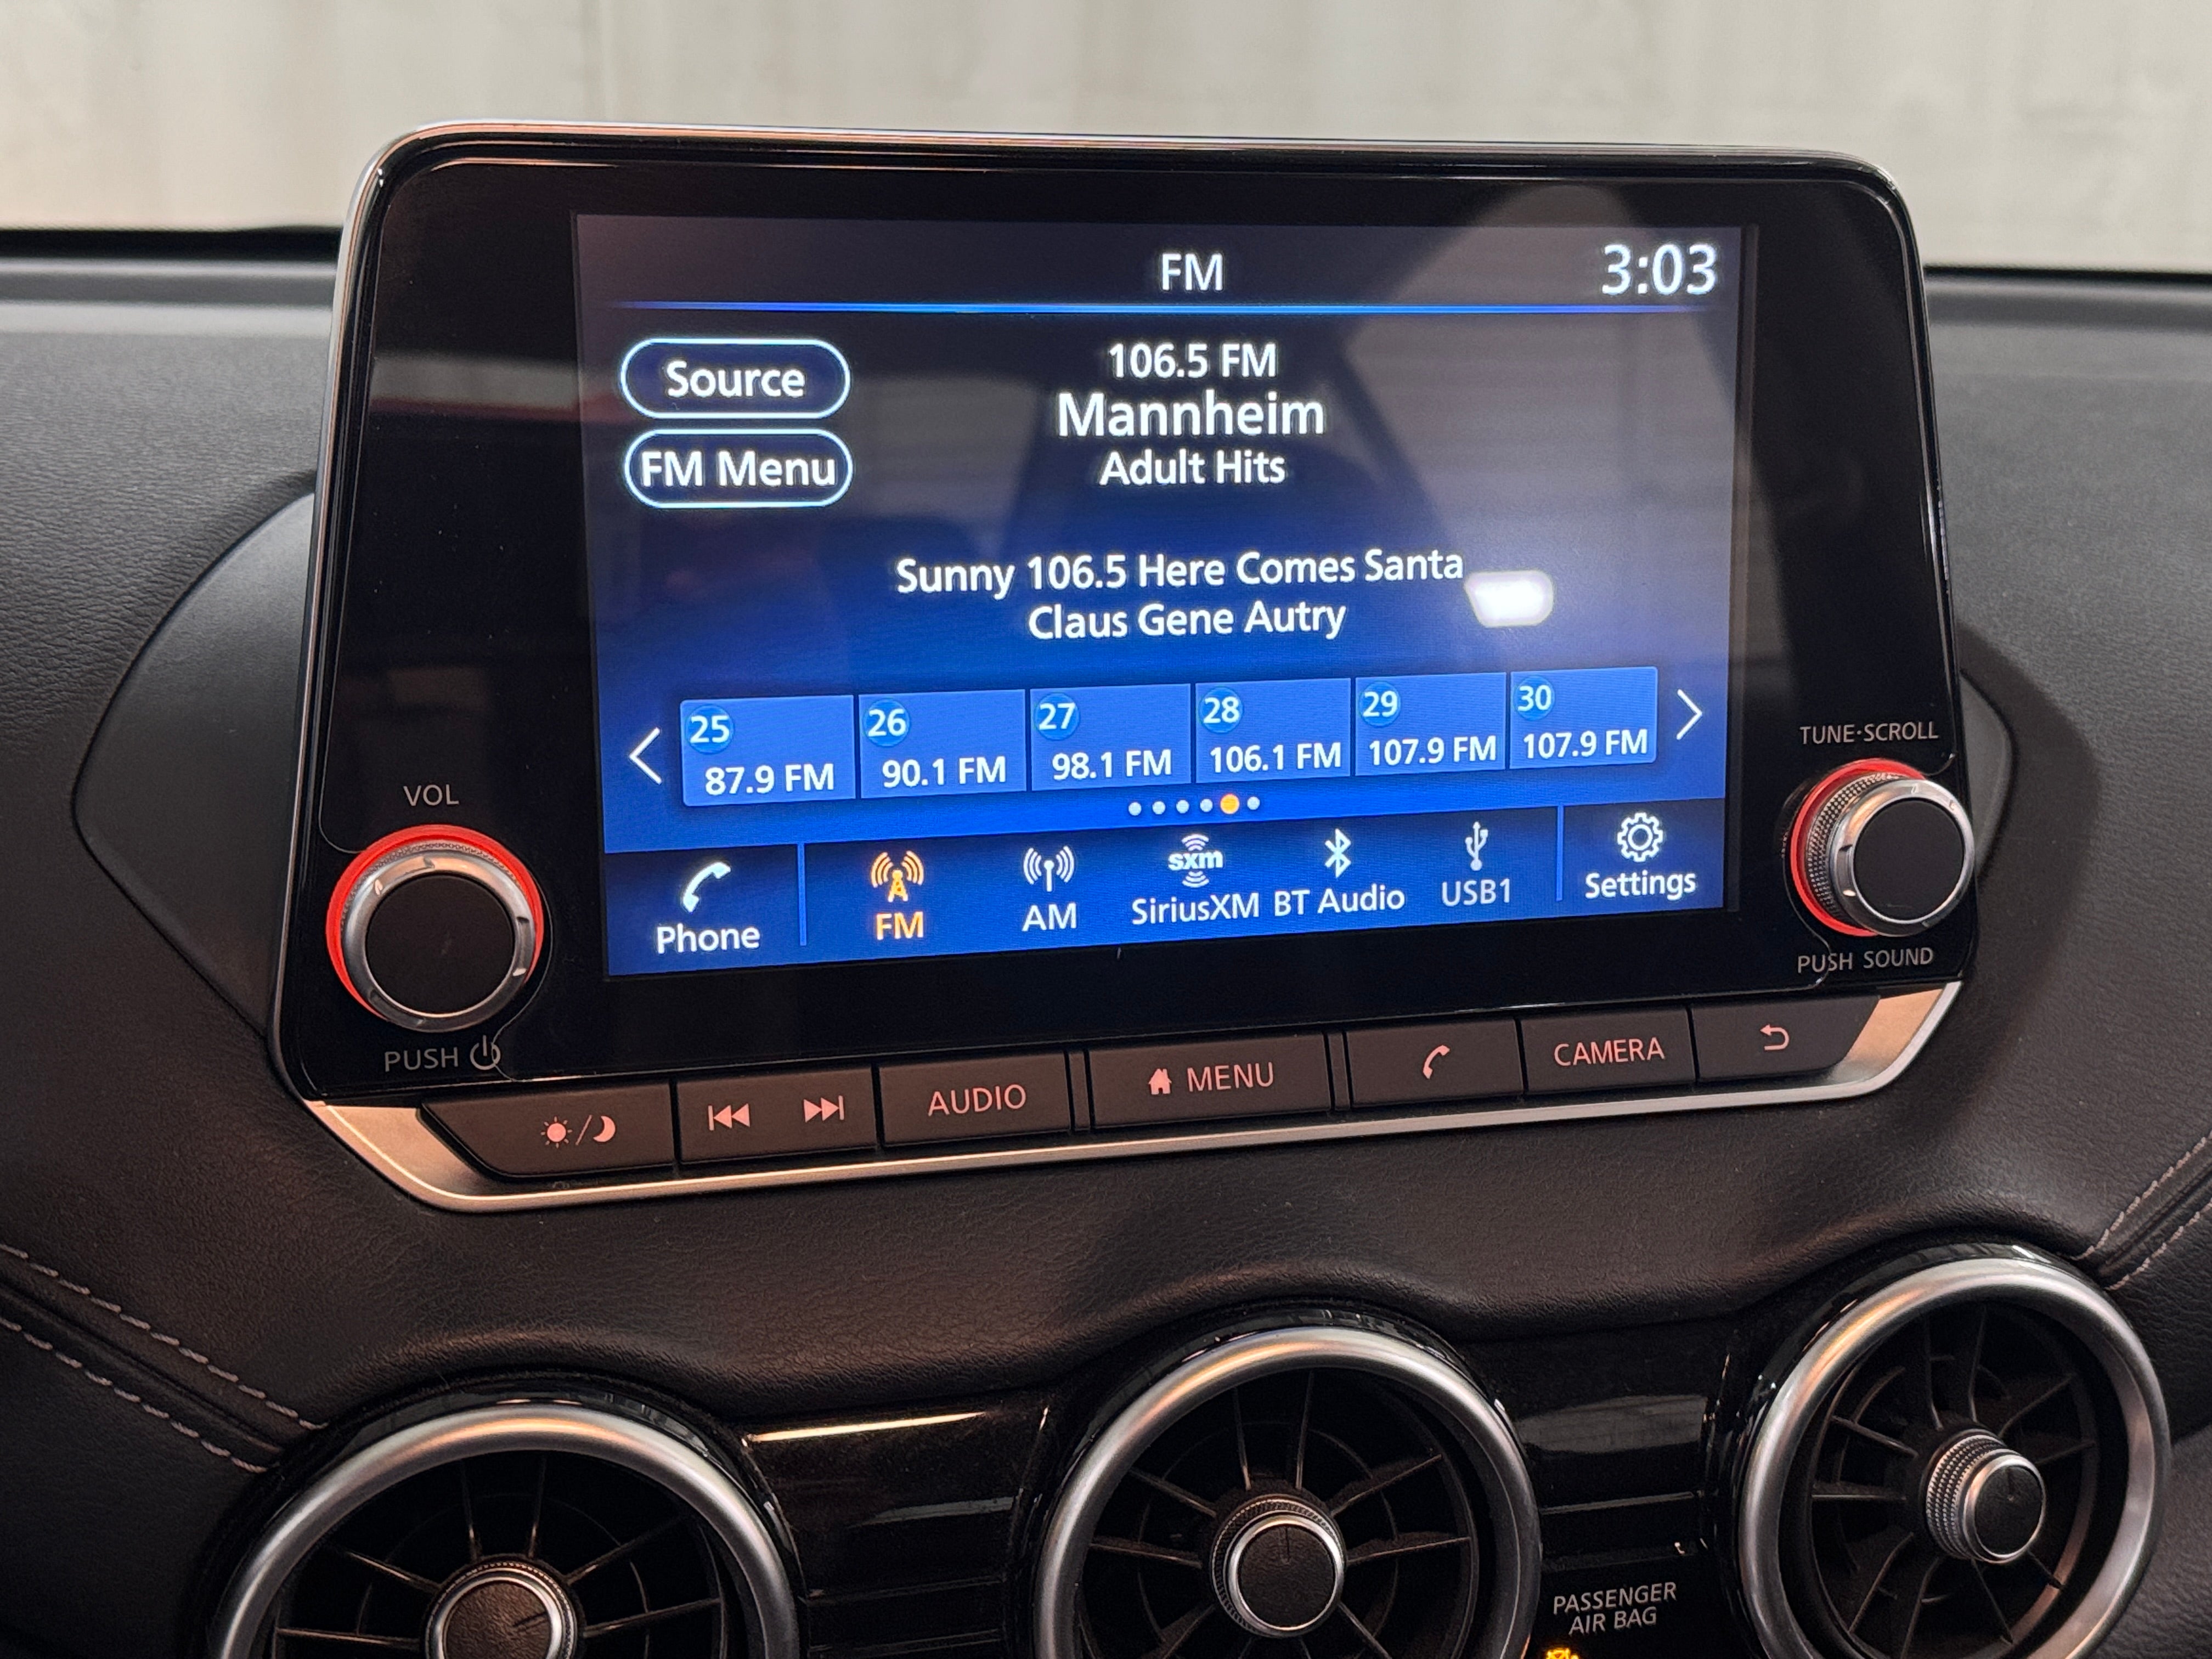 FM
3:03
Source
106.5 FM
Mannheim
FM Menu
Adult Hits
Sunny 106.5 Here Comes Santa
Claus Gene Autry
25
26
27
28
29
30
87.9 FM
90.1 FM
98.1 FM
106.1 FM
107.9 FM
107.9 FM
Phone
FM
AM
sxm
SiriusXM
BT Audio
USB1
Settings
VOL
PUSH
TUNE·SCROLL
PUSH SOUND
AUDIO
MENU
CAMERA
PASSENGER
AIR BAG